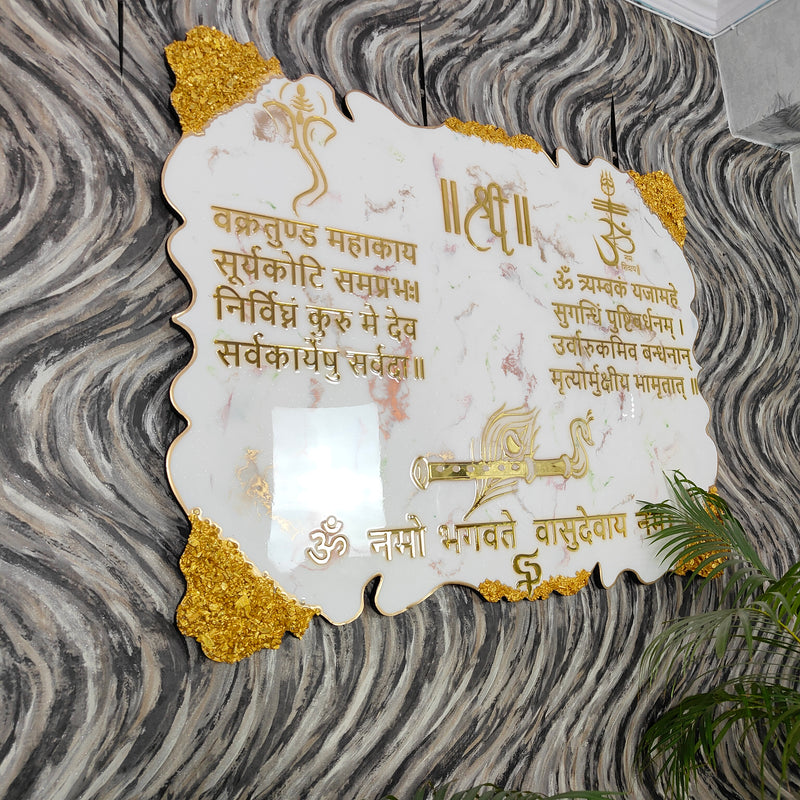 ॥श्री॥
वक्रतुण्ड महाकाय
सूर्यकोटि समप्रभः।
निर्विघ्नं कुरु मे देव
सर्वकार्येषु सर्वदा॥
ॐ
ॐ त्र्यम्बकं यजामहे
सुगन्धिं पुष्टिवर्धनम्।
उर्वारुकमिव बन्धनान्
मृत्योर्मुक्षीय भामृतात्॥
ॐ नमो भगवते वासुदेवाय
SP